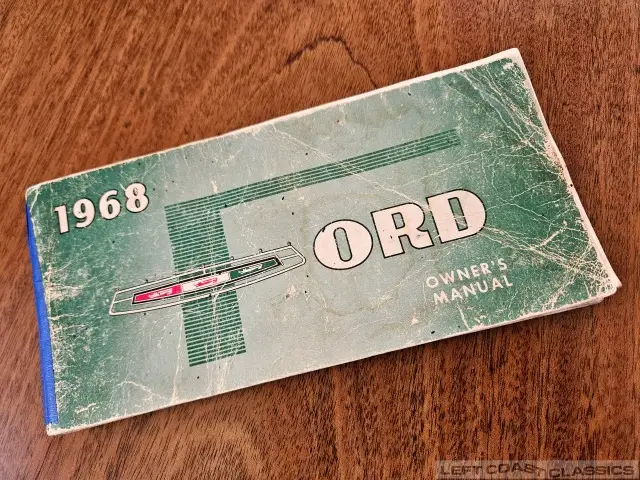 1968
FORD
OWNER'S
MANUAL
LEFT COAST CLASSICS